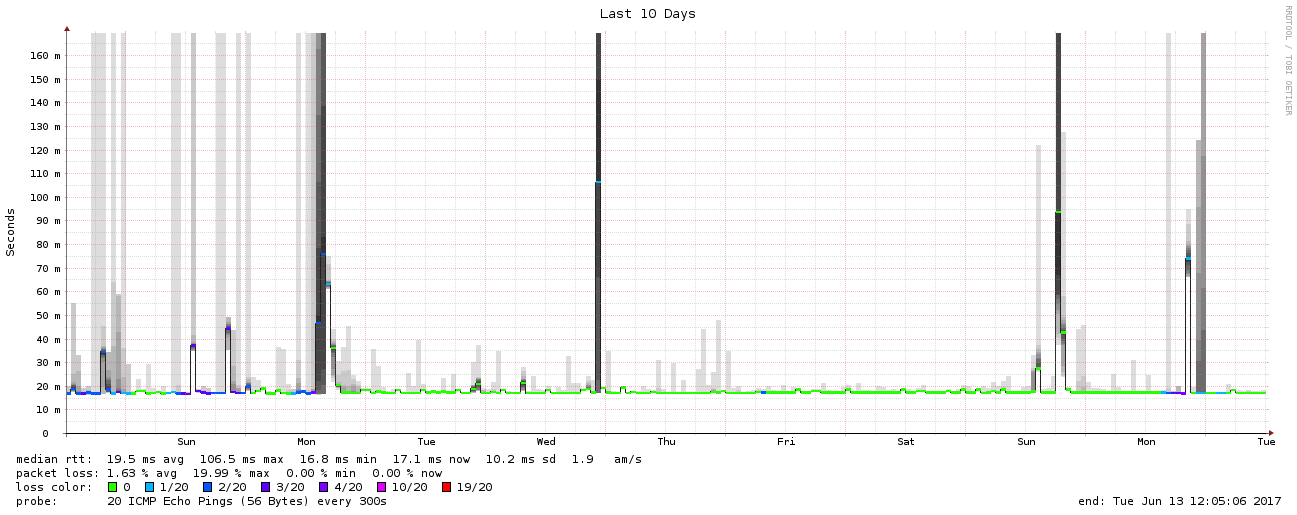 Last 10 Days
RRDTOOL / TOBI OETIKER
Seconds
160 m
150 m
140 m
130 m
120 m
110 m
100 m
90 m
80 m
70 m
60 m
50 m
40 m
30 m
20 m
10 m
0
Sun Mon Tue Wed Thu Fri Sat Sun Mon Tue
median rtt: 19.5 ms avg 106.5 ms max 16.8 ms min 17.1 ms now 10.2 ms sd 1.9 am/s
packet loss: 1.63 % avg 19.99 % max 0.00 % min 0.00 % now
loss color: 0 1/20 2/20 3/20 4/20 10/20 19/20
probe: 20 ICMP Echo Pings (56 Bytes) every 300s end: Tue Jun 13 12:05:06 2017